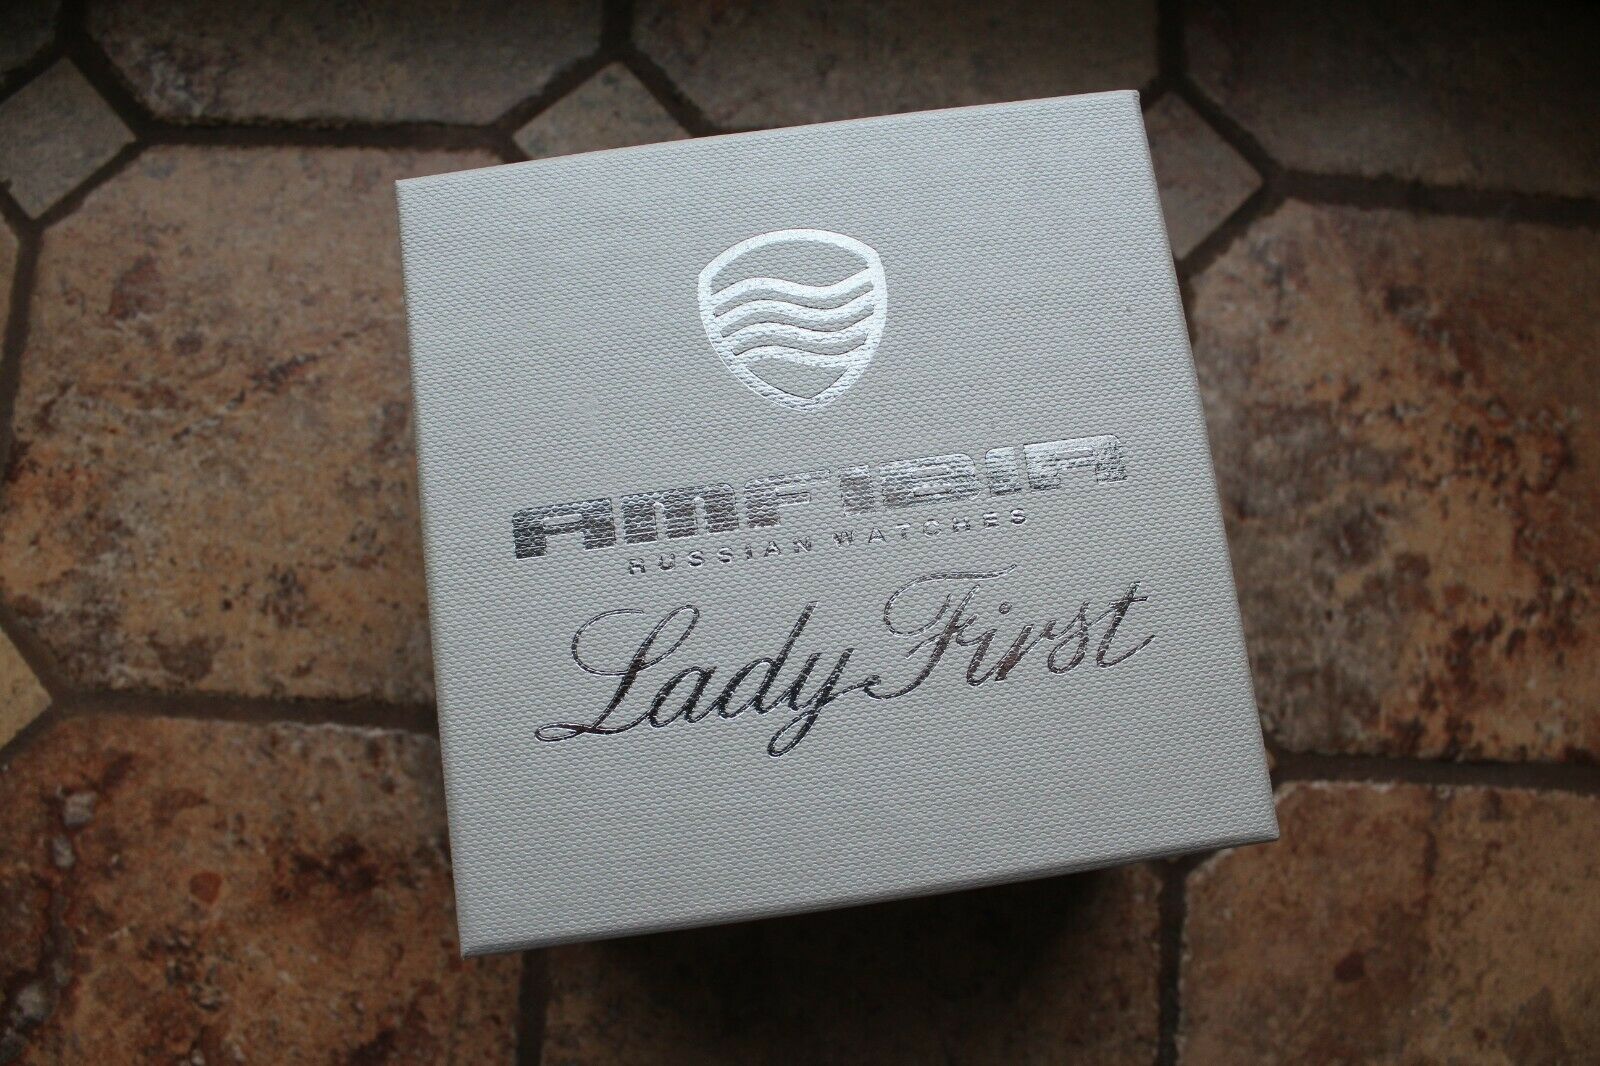 AMFIBIA
RUSSIAN WATCHES
Lady First